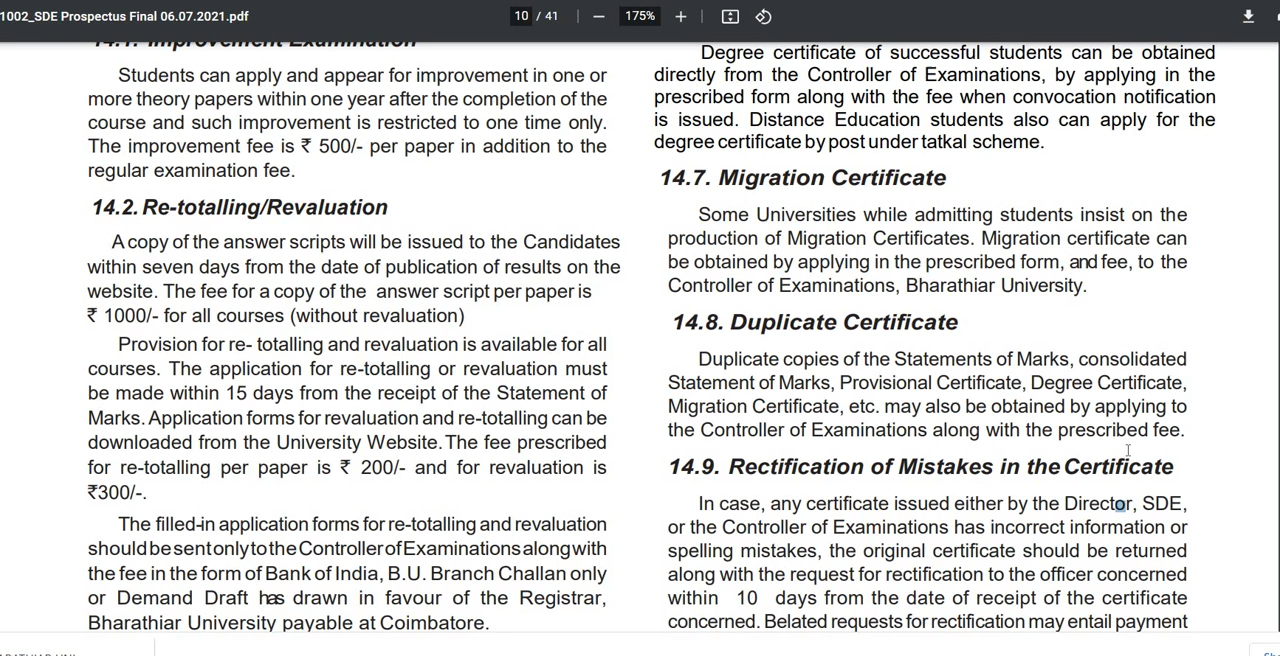 1002_SDE Prospectus Final 06.07.2021.pdf
10 / 41
175%
14.1. Improvement Examination
Students can apply and appear for improvement in one or
more theory papers within one year after the completion of the
course and such improvement is restricted to one time only.
The improvement fee is ₹ 500/- per paper in addition to the
regular examination fee.
14.2. Re-totalling/Revaluation
A copy of the answer scripts will be issued to the Candidates
within seven days from the date of publication of results on the
website. The fee for a copy of the answer script per paper is
₹ 1000/- for all courses (without revaluation)
Provision for re- totalling and revaluation is available for all
courses. The application for re-totalling or revaluation must
be made within 15 days from the receipt of the Statement of
Marks. Application forms for revaluation and re-totalling can be
downloaded from the University Website. The fee prescribed
for re-totalling per paper is ₹ 200/- and for revaluation is
₹300/-.
The filled-in application forms for re-totalling and revaluation
should be sent only to the Controller of Examinations along with
the fee in the form of Bank of India, B.U. Branch Challan only
or Demand Draft has drawn in favour of the Registrar,
Bharathiar University payable at Coimbatore.
Degree certificate of successful students can be obtained
directly from the Controller of Examinations, by applying in the
prescribed form along with the fee when convocation notification
is issued. Distance Education students also can apply for the
degree certificate by post under tatkal scheme.
14.7. Migration Certificate
Some Universities while admitting students insist on the
production of Migration Certificates. Migration certificate can
be obtained by applying in the prescribed form, and fee, to the
Controller of Examinations, Bharathiar University.
14.8. Duplicate Certificate
Duplicate copies of the Statements of Marks, consolidated
Statement of Marks, Provisional Certificate, Degree Certificate,
Migration Certificate, etc. may also be obtained by applying to
the Controller of Examinations along with the prescribed fee.
14.9. Rectification of Mistakes in the Certificate
In case, any certificate issued either by the Director, SDE,
or the Controller of Examinations has incorrect information or
spelling mistakes, the original certificate should be returned
along with the request for rectification to the officer concerned
within 10 days from the date of receipt of the certificate
concerned. Belated requests for rectification may entail payment